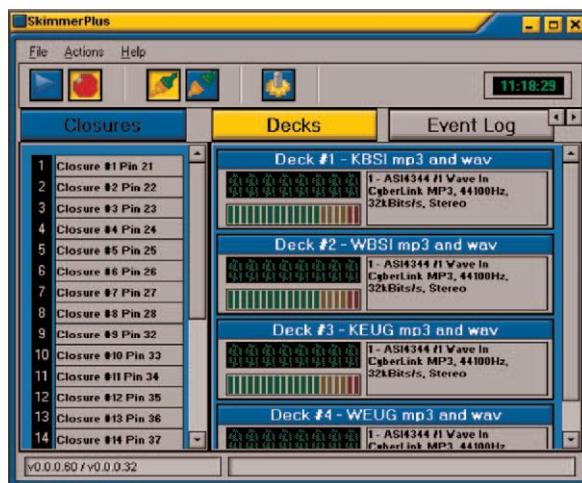 SkimmerPlus
File Actions Help
11:18:29
Closures
Decks
Event Log
1 Closure #1 Pin 21
2 Closure #2 Pin 22
3 Closure #3 Pin 23
4 Closure #4 Pin 24
5 Closure #5 Pin 25
6 Closure #6 Pin 26
7 Closure #7 Pin 27
8 Closure #8 Pin 28
9 Closure #9 Pin 32
10 Closure #10 Pin 33
11 Closure #11 Pin 34
12 Closure #12 Pin 35
13 Closure #13 Pin 36
14 Closure #14 Pin 37
Deck #1 - KBSI mp3 and wav
1 - ASI4344 #1 Wave In
CyberLink MP3, 44100Hz,
32kBits/s, Stereo
Deck #2 - WBSI mp3 and wav
1 - ASI4344 #1 Wave In
CyberLink MP3, 44100Hz,
32kBits/s, Stereo
Deck #3 - KEUG mp3 and wav
1 - ASI4344 #1 Wave In
CyberLink MP3, 44100Hz,
32kBits/s, Stereo
Deck #4 - WEUG mp3 and wav
1 - ASI4344 #1 Wave In
CyberLink MP3, 44100Hz,
v0.0.0.60 / v0.0.0.32